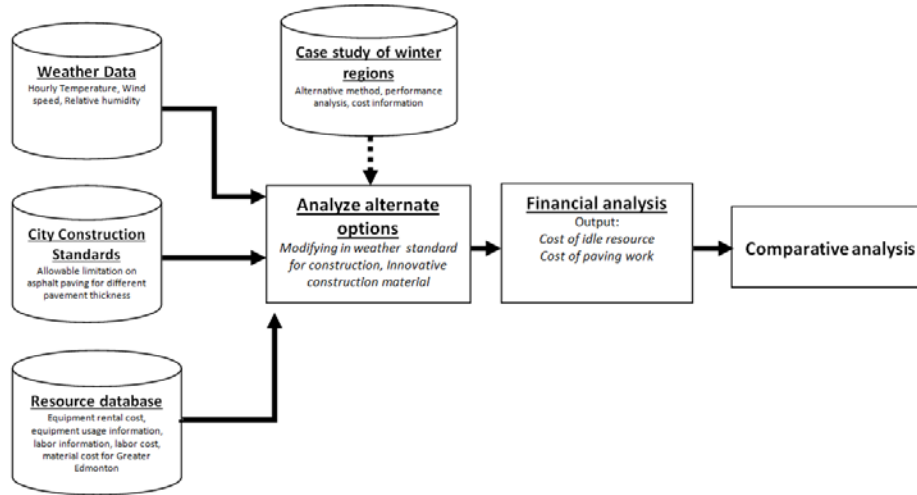 Weather Data
Hourly Temperature, Wind
speed, Relative humidity
Case study of winter
regions
Alternative method, performance
analysis, cost information
City Construction
Standards
Allowable limitation on
asphalt paving for different
pavement thickness
Analyze alternate
options
Modifying in weather standard
for construction, Innovative
construction material
Financial analysis
Output:
Cost of idle resource
Cost of paving work
Comparative analysis
Resource database
Equipment rental cost,
equipment usage information,
labor information, labor cost,
material cost for Greater
Edmonton